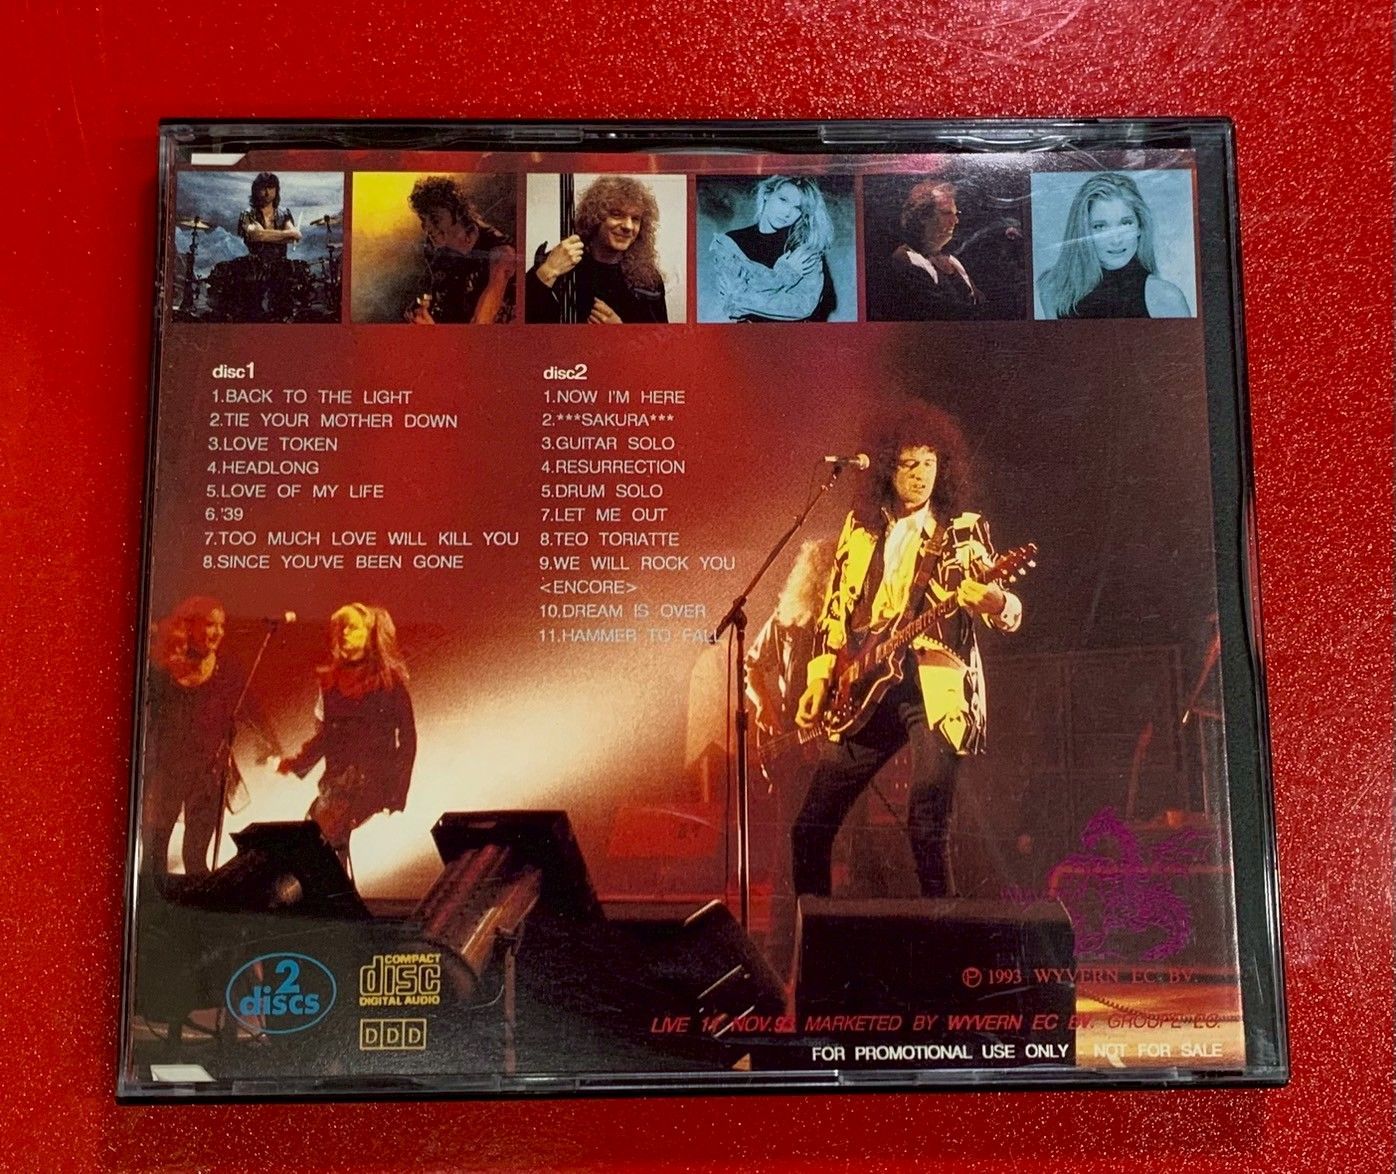 disc1
1.BACK TO THE LIGHT
2.TIE YOUR MOTHER DOWN
3.LOVE TOKEN
4.HEADLONG
5.LOVE OF MY LIFE
6.'39
7.TOO MUCH LOVE WILL KILL YOU
8.SINCE YOU'VE BEEN GONE
disc2
1.NOW I'M HERE
2.***SAKURA***
3.GUITAR SOLO
4.RESURRECTION
5.DRUM SOLO
7.LET ME OUT
8.TEO TORIATTE
9.WE WILL ROCK YOU
<ENCORE>
10.DREAM IS OVER
11.HAMMER TO FALL
2
discs
COMPACT
disc
DIGITAL AUDIO
DDD
Ⓟ 1993 WYVERN EC BV.
LIVE NOV.93 MARKETED BY WYVERN EC BV. GROUPE EC.
FOR PROMOTIONAL USE ONLY - NOT FOR SALE